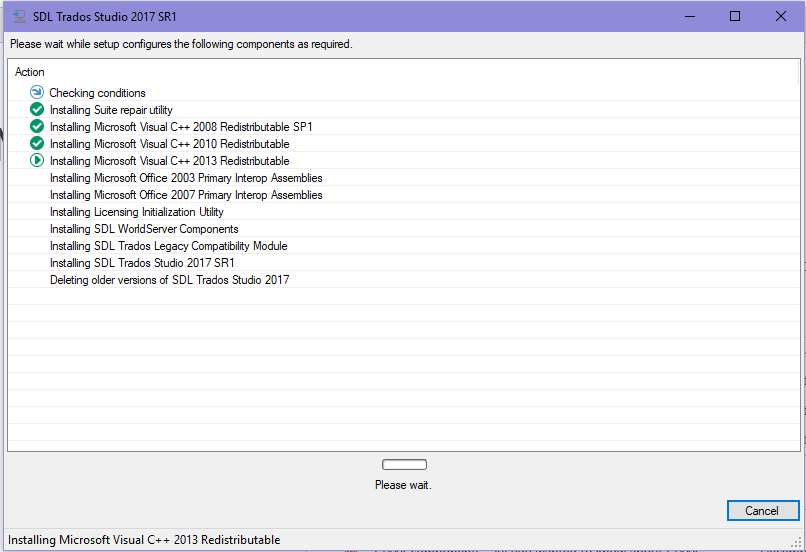 SDL Trados Studio 2017 SR1
Please wait while setup configures the following components as required.
Action
Checking conditions
Installing Suite repair utility
Installing Microsoft Visual C++ 2008 Redistributable SP1
Installing Microsoft Visual C++ 2010 Redistributable
Installing Microsoft Visual C++ 2013 Redistributable
Installing Microsoft Office 2003 Primary Interop Assemblies
Installing Microsoft Office 2007 Primary Interop Assemblies
Installing Licensing Initialization Utility
Installing SDL WorldServer Components
Installing SDL Trados Legacy Compatibility Module
Installing SDL Trados Studio 2017 SR1
Deleting older versions of SDL Trados Studio 2017
Please wait.
Cancel
Installing Microsoft Visual C++ 2013 Redistributable